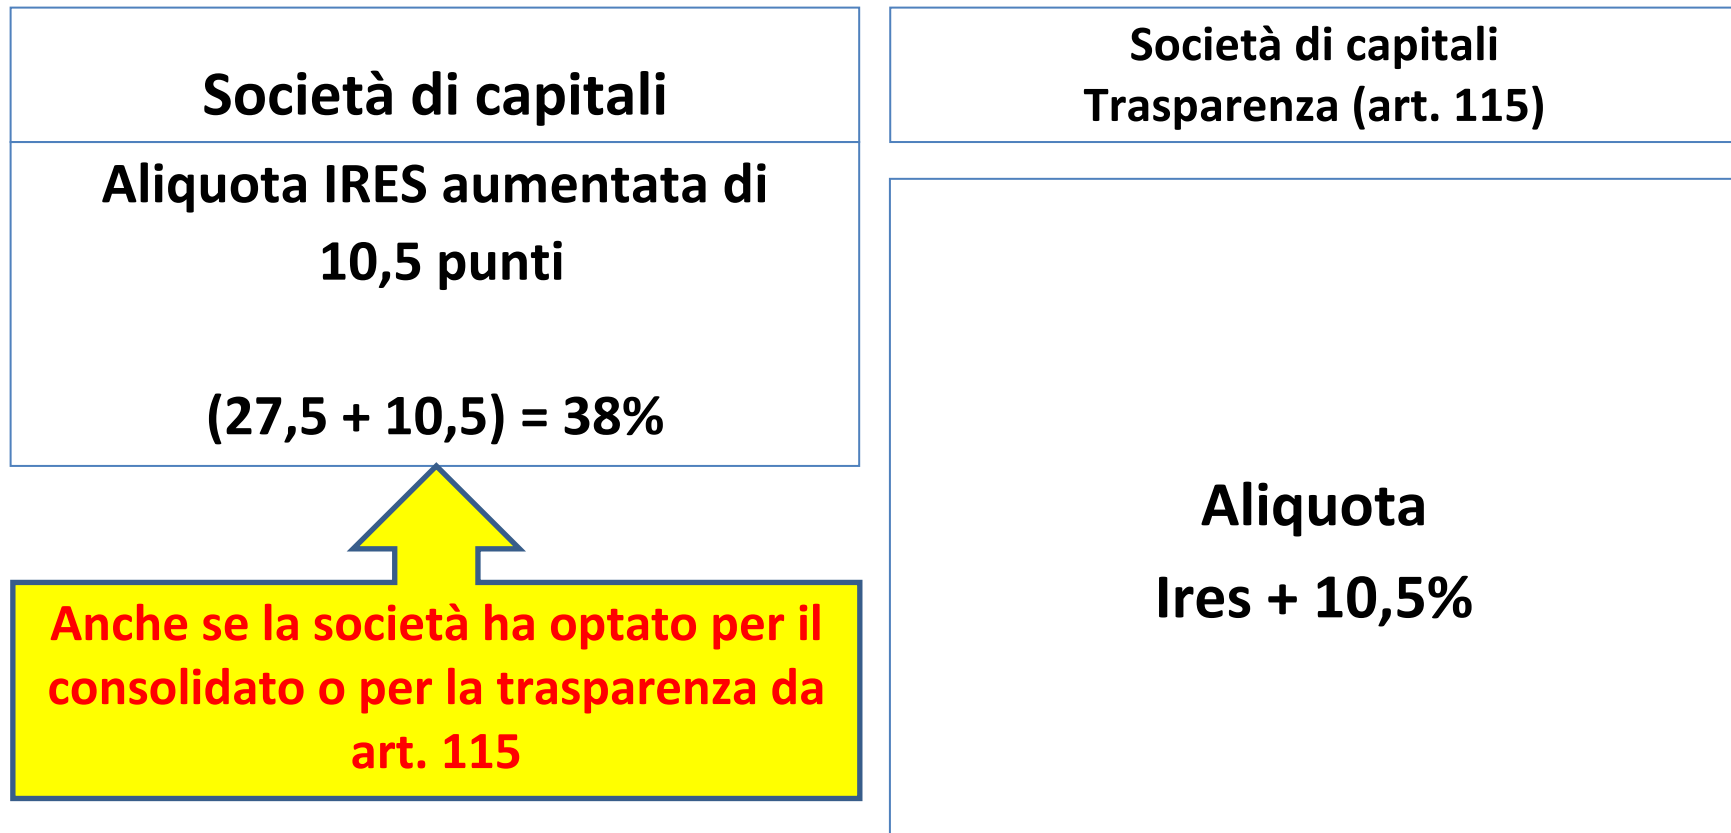 Società di capitali
Aliquota IRES aumentata di
10,5 punti
(27,5 + 10,5) = 38%
Anche se la società ha optato per il
consolidato o per la trasparenza da
art. 115
Società di capitali
Trasparenza (art. 115)
Aliquota
Ires + 10,5%